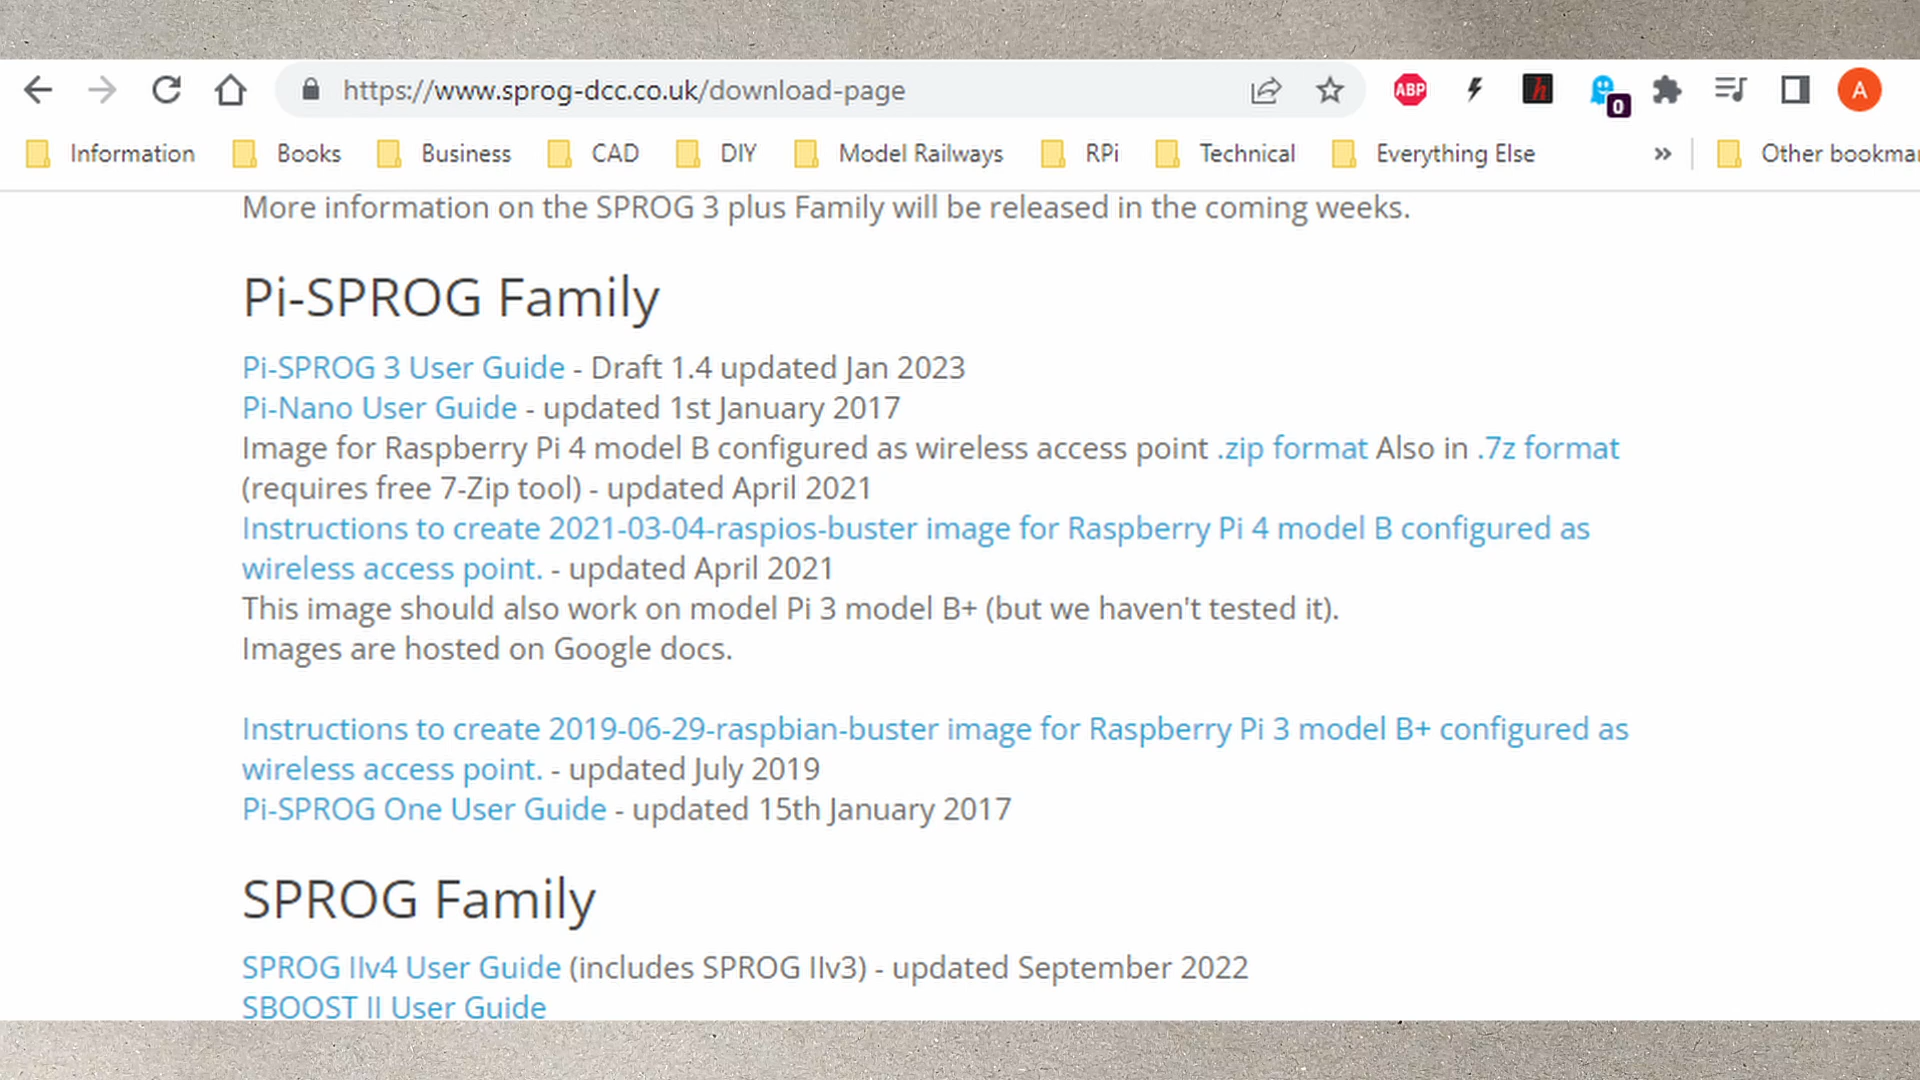 https://www.sprog-dcc.co.uk/download-page
ABP
h
0
A
Information Books Business CAD DIY Model Railways RPi Technical Everything Else » Other bookmar
More information on the SPROG 3 plus Family will be released in the coming weeks.
Pi-SPROG Family
Pi-SPROG 3 User Guide - Draft 1.4 updated Jan 2023
Pi-Nano User Guide - updated 1st January 2017
Image for Raspberry Pi 4 model B configured as wireless access point .zip format Also in .7z format
(requires free 7-Zip tool) - updated April 2021
Instructions to create 2021-03-04-raspios-buster image for Raspberry Pi 4 model B configured as
wireless access point. - updated April 2021
This image should also work on model Pi 3 model B+ (but we haven't tested it).
Images are hosted on Google docs.
Instructions to create 2019-06-29-raspbian-buster image for Raspberry Pi 3 model B+ configured as
wireless access point. - updated July 2019
Pi-SPROG One User Guide - updated 15th January 2017
SPROG Family
SPROG IIv4 User Guide (includes SPROG IIv3) - updated September 2022
SBOOST II User Guide